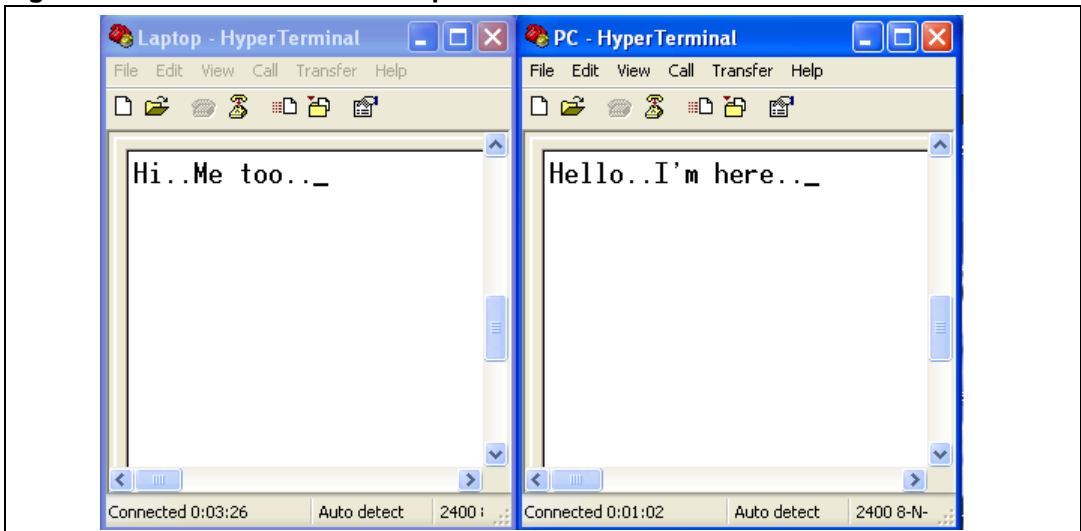 Laptop - HyperTerminal
File Edit View Call Transfer Help
Hi..Me too.._
Connected 0:03:26 Auto detect 2400
PC - HyperTerminal
File Edit View Call Transfer Help
Hello..I'm here.._
Connected 0:01:02 Auto detect 2400 8-N-